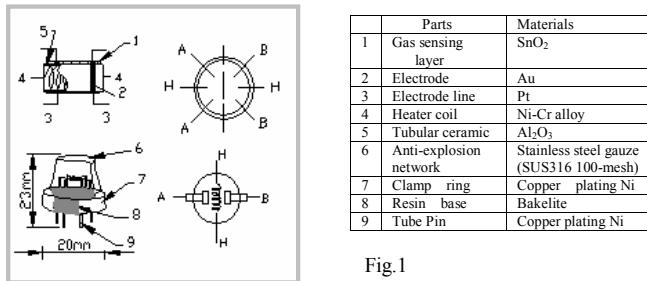 5
1
A
B
4
4
H
H
2
3
3
A
B
6
H
23mm
7
A
B
8
9
H
20mm
Parts Materials
1 Gas sensing layer SnO₂
2 Electrode Au
3 Electrode line Pt
4 Heater coil Ni-Cr alloy
5 Tubular ceramic Al₂O₃
6 Anti-explosion Stainless steel gauze
network (SUS316 100-mesh)
7 Clamp ring Copper plating Ni
8 Resin base Bakelite
9 Tube Pin Copper plating Ni
Fig.1